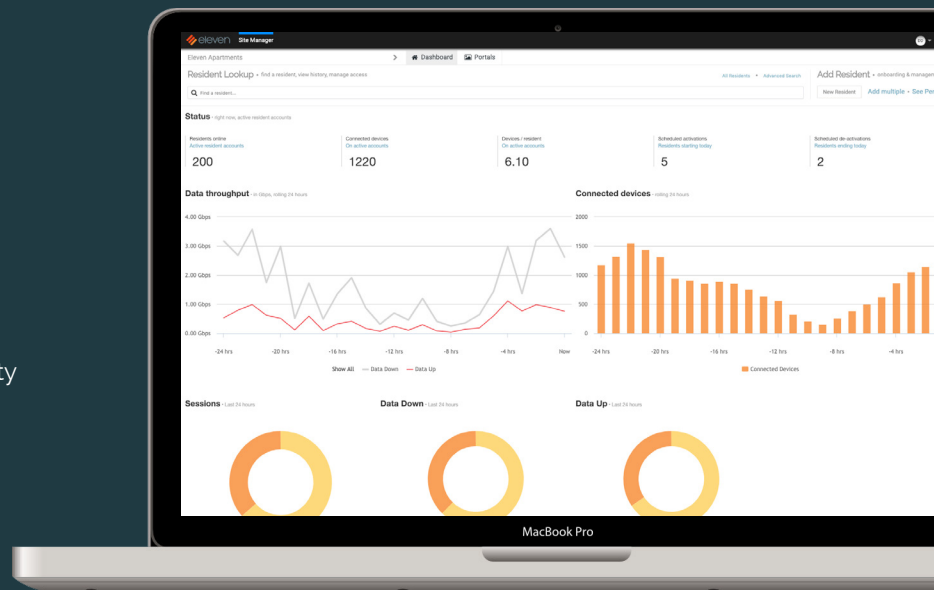 eleven Site Manager
Eleven Apartments > Dashboard Portals
Resident Lookup • find a resident, view history, manage access All Residents • Advanced Search Add Resident • onboarding &
Find a resident... New Resident Add multiple • See
Status • right now, active resident accounts
Residents online Connected devices Devices / resident Scheduled activations Scheduled de-activations
Active resident accounts On active accounts On active accounts Residents starting today Residents ending today
200 1220 6.10 5 2
Data throughput • in Gbps, rolling 24 hours Connected devices • rolling 24 hours
4.00 Gbps 2000
3.00 Gbps 1500
2.00 Gbps 1000
1.00 Gbps 500
0.00 Gbps 0
-24 hrs -20 hrs -16 hrs -12 hrs -8 hrs -4 hrs Now -24 hrs -20 hrs -16 hrs -12 hrs -8 hrs -4 hrs
Show All Data Down Data Up Connected Devices
ty
Sessions • Last 24 hours Data Down • Last 24 hours Data Up • Last 24 hours
MacBook Pro